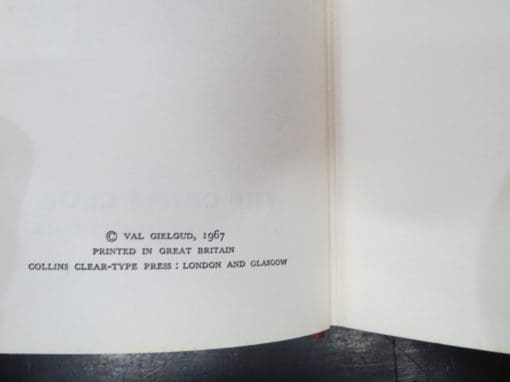 © VAL GIELGUD, 1967
PRINTED IN GREAT BRITAIN
COLLINS CLEAR-TYPE PRESS : LONDON AND GLASGOW